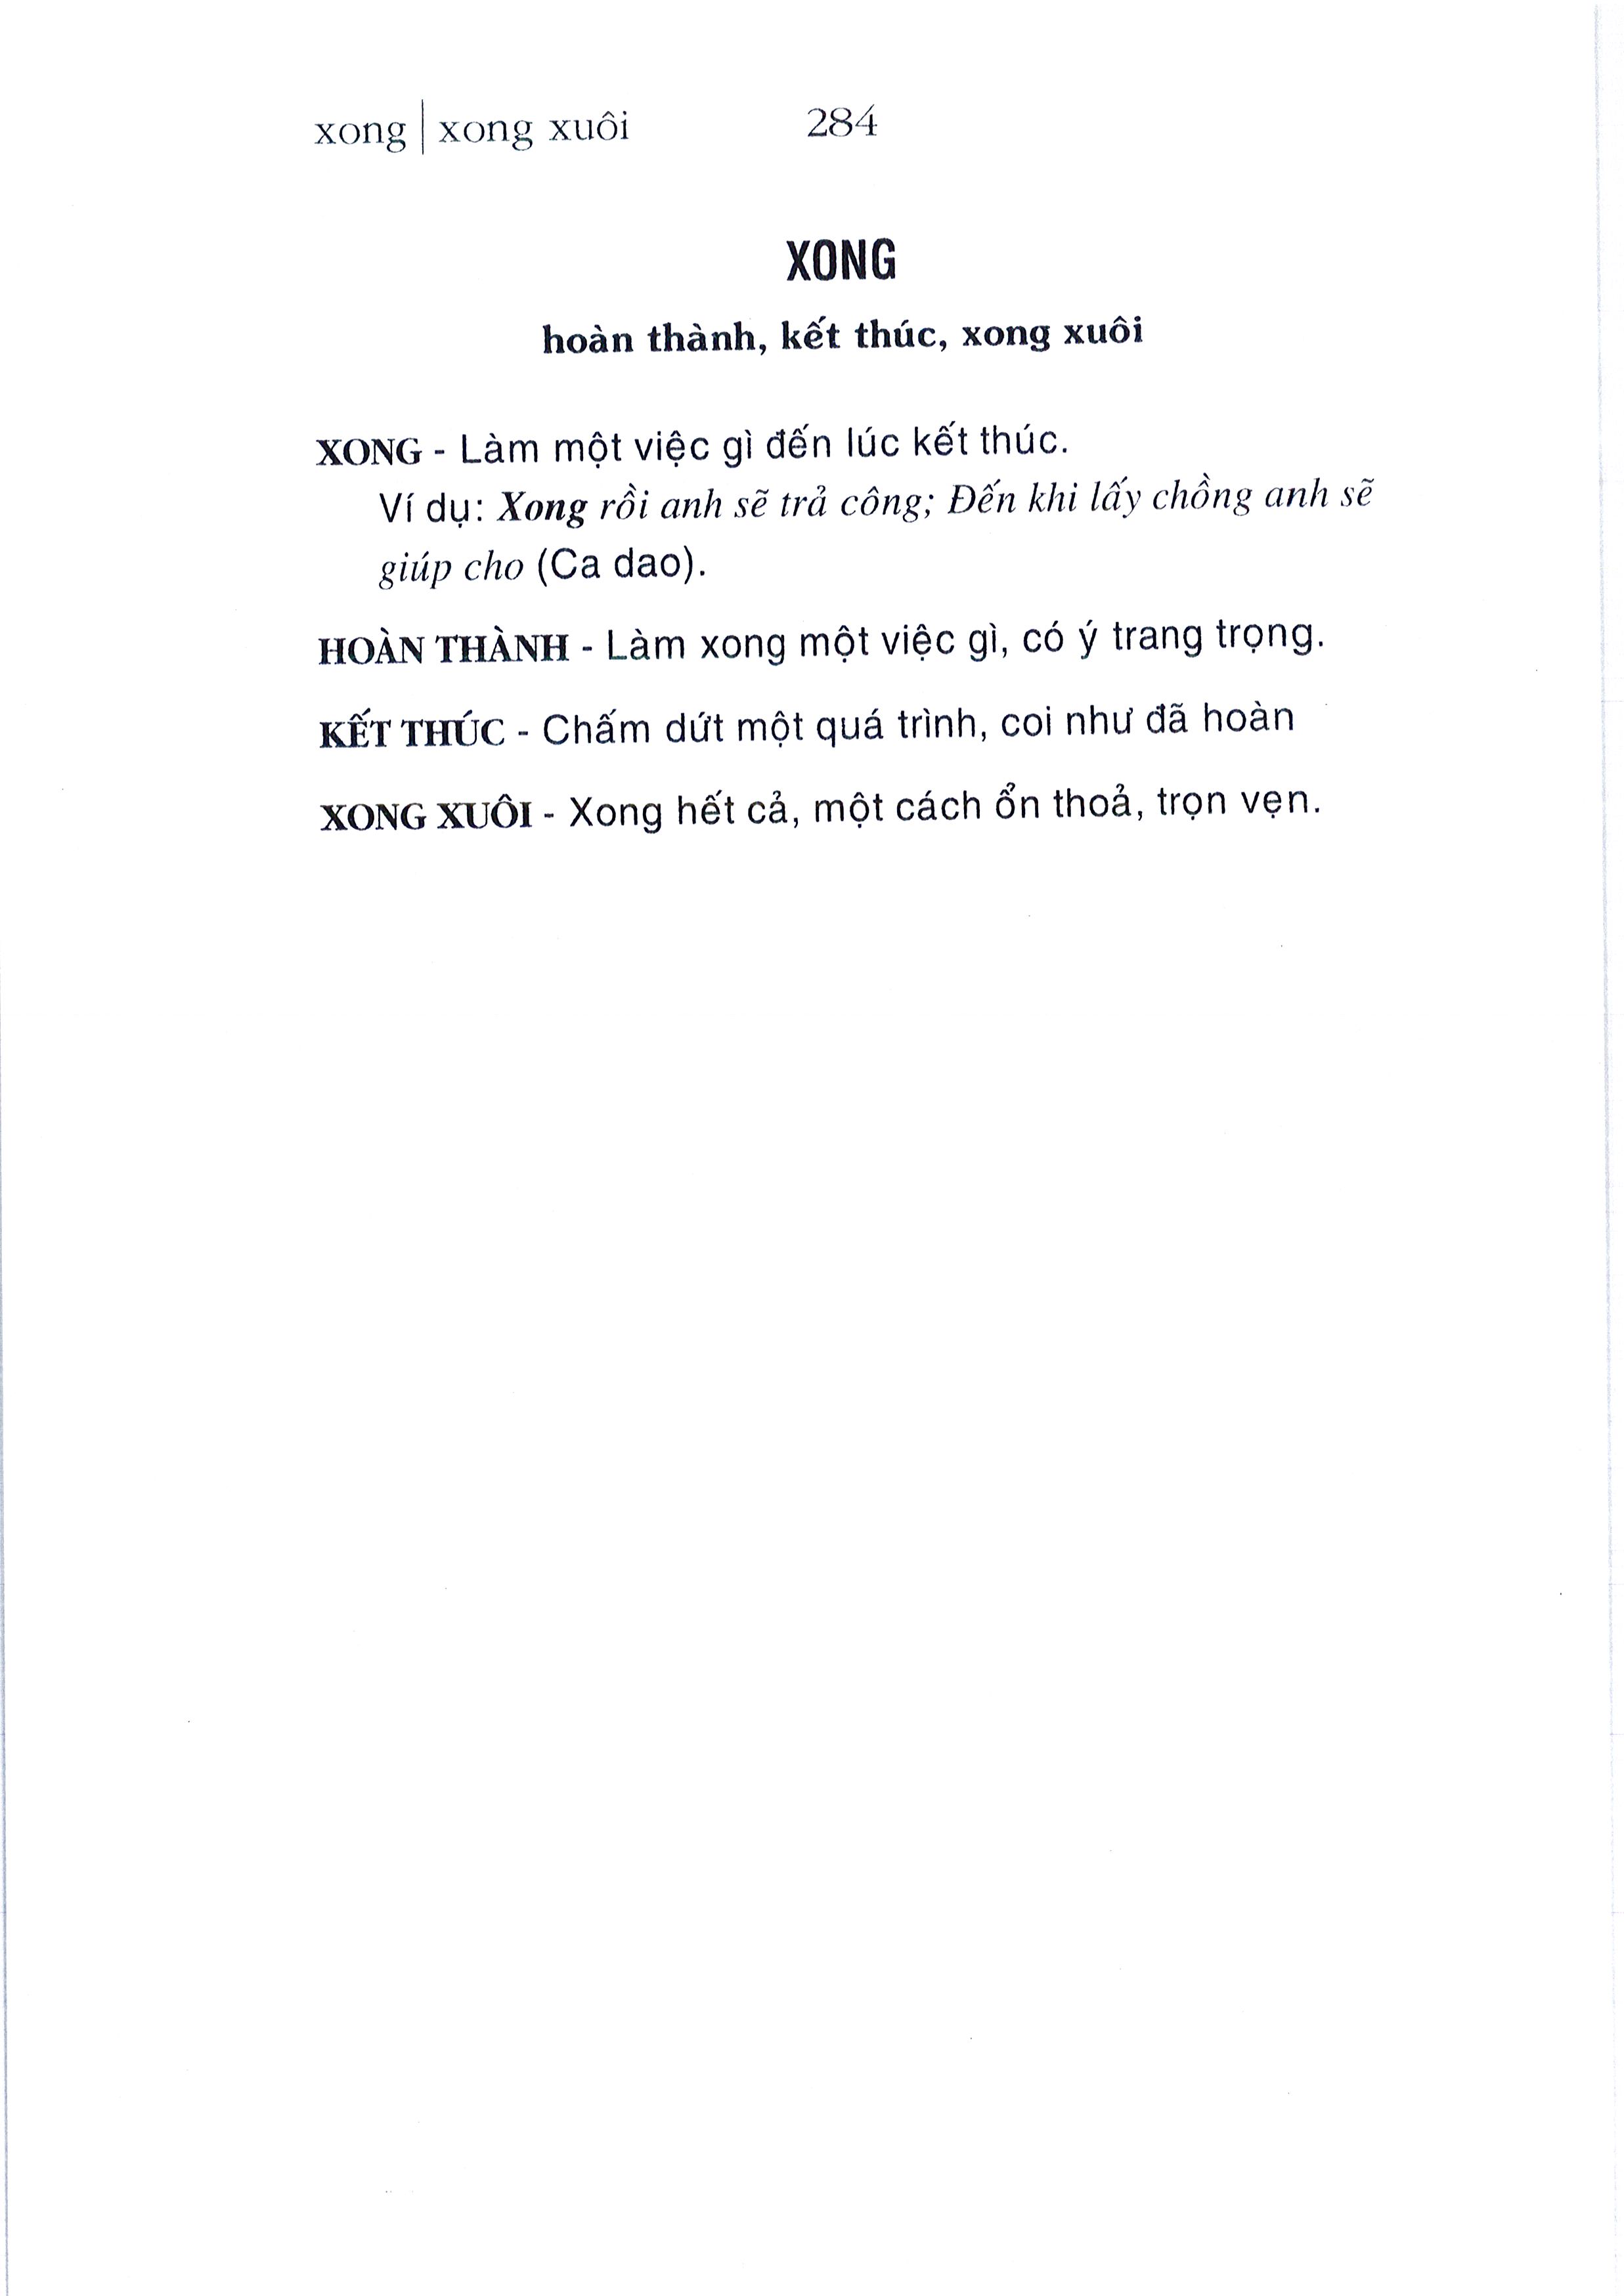 xong | xong xuôi 284
XONG
hoàn thành, kết thúc, xong xuôi
XONG - Làm một việc gì đến lúc kết thúc.
Ví dụ: Xong rồi anh sẽ trả công; Đến khi lấy chồng anh sẽ
giúp cho (Ca dao).
HOÀN THÀNH - Làm xong một việc gì, có ý trang trọng.
KẾT THÚC - Chấm dứt một quá trình, coi như đã hoàn
XONG XUÔI - Xong hết cả, một cách ổn thoả, trọn vẹn.